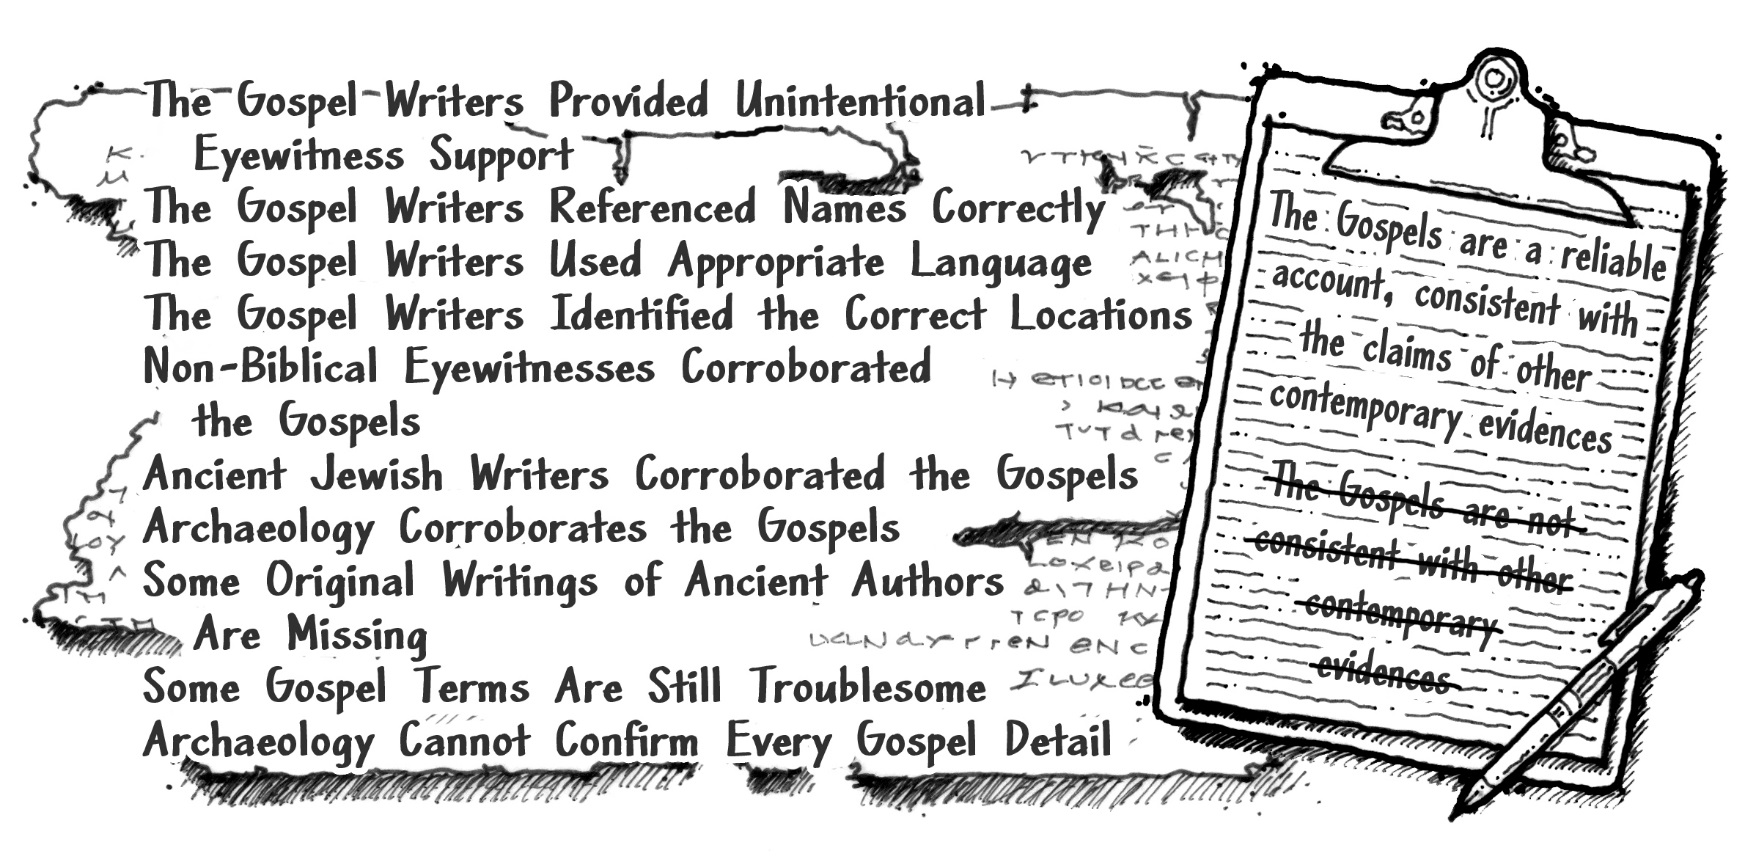 The Gospel Writers Provided Unintentional
Eyewitness Support
The Gospel Writers Referenced Names Correctly
The Gospel Writers Used Appropriate Language
The Gospel Writers Identified the Correct Locations
Non-Biblical Eyewitnesses Corroborated
the Gospels
Ancient Jewish Writers Corroborated the Gospels
Archaeology Corroborates the Gospels
Some Original Writings of Ancient Authors
Are Missing
Some Gospel Terms Are Still Troublesome
Archaeology Cannot Confirm Every Gospel Detail
The Gospels are a reliable
account, consistent with
the claims of other
contemporary evidences
The Gospels are not
consistent with other
contemporary
evidences